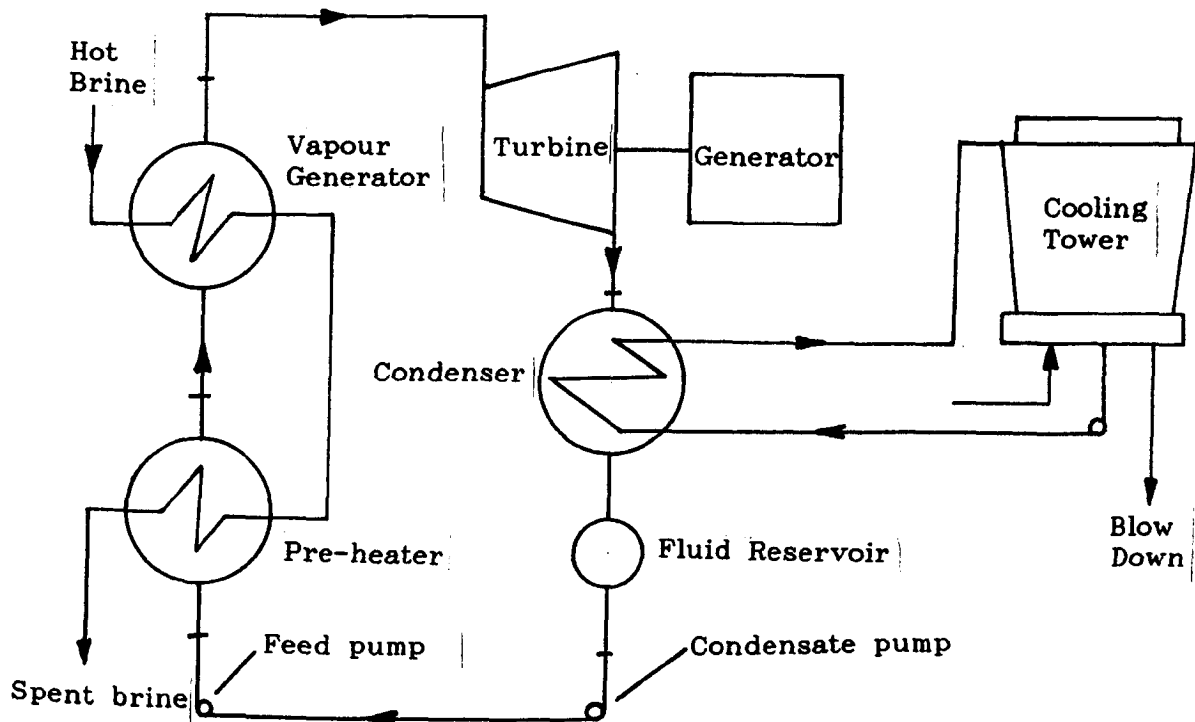 Hot
Brine
Vapour
Generator
Turbine
Generator
Cooling
Tower
Condenser
Pre-heater
Fluid Reservoir
Blow
Down
Feed pump
Condensate pump
Spent brine